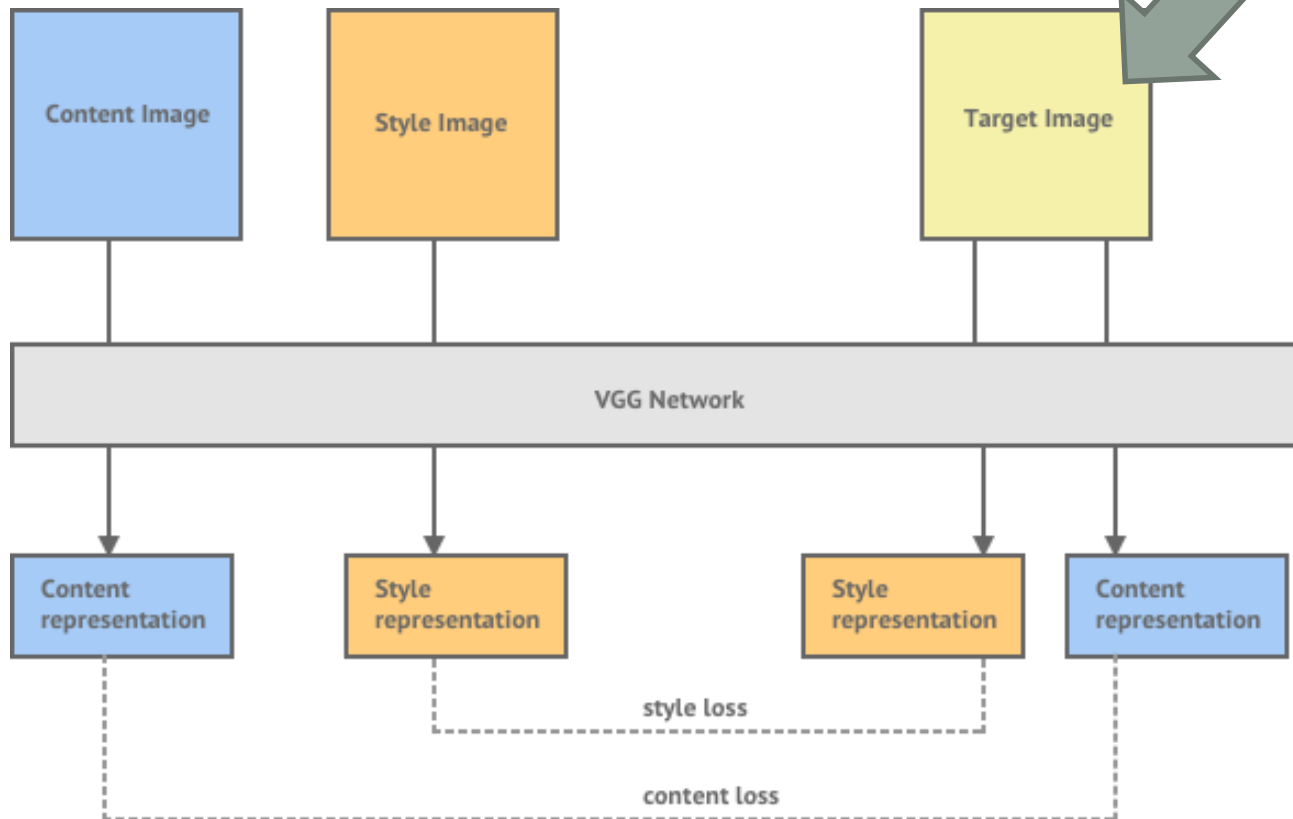 Content Image
Style Image
Target Image
VGG Network
Content
representation
Style
representation
Style
representation
Content
representation
style loss
content loss